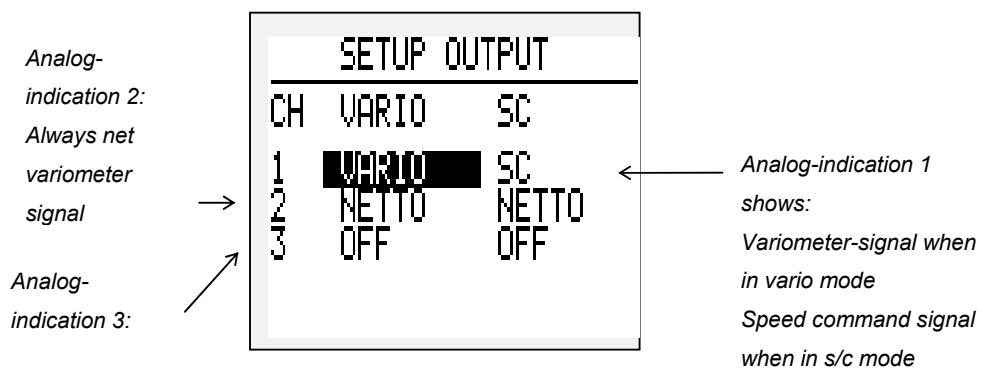 Analog-
indication 2:
Always net
variometer
signal
Analog-
indication 3:
SETUP OUTPUT
CH VARIO SC
1 VARIO SC
2 NETTO NETTO
3 OFF OFF
Analog-indication 1
shows:
Variometer-signal when
in vario mode
Speed command signal
when in s/c mode